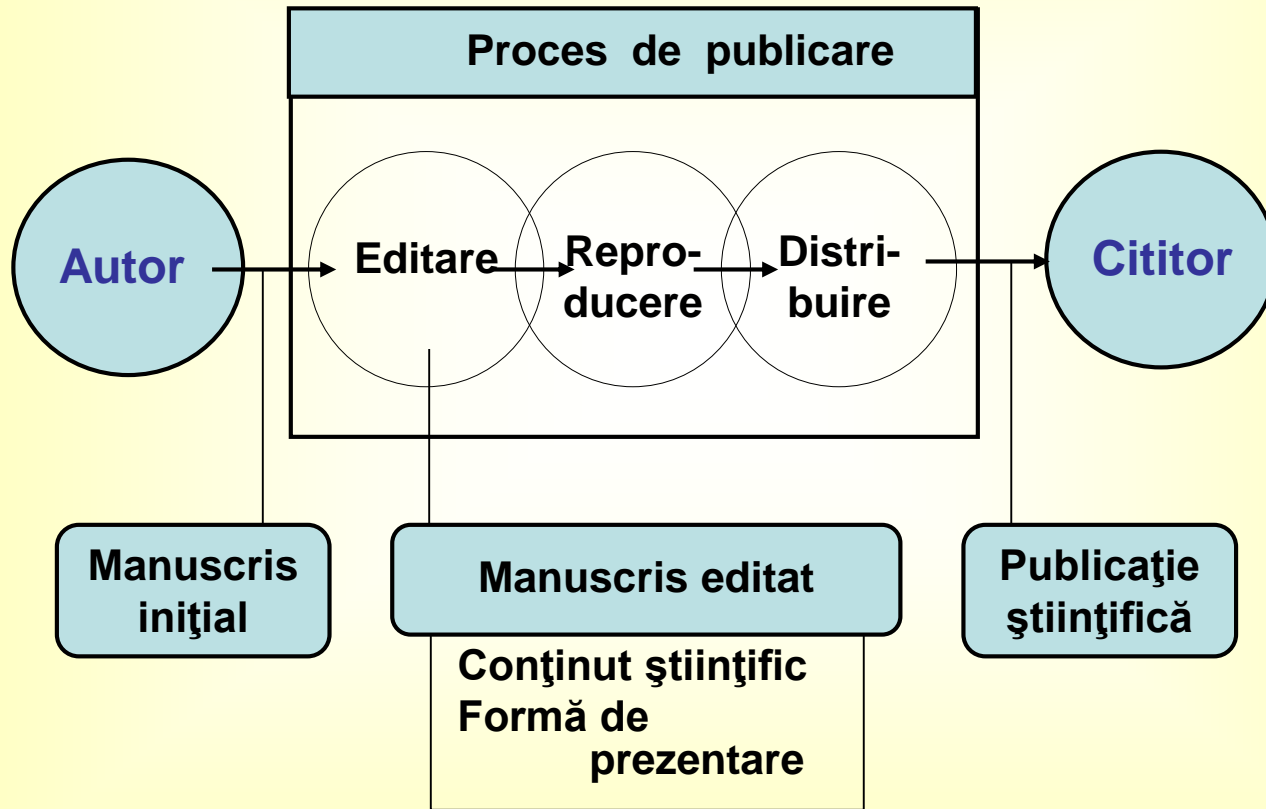 Proces de publicare
Autor
Editare
Repro-
ducere
Distri-
buire
Cititor
Manuscris
iniţial
Manuscris editat
Publicaţie
ştiinţifică
Conţinut ştiinţific
Formă de
prezentare